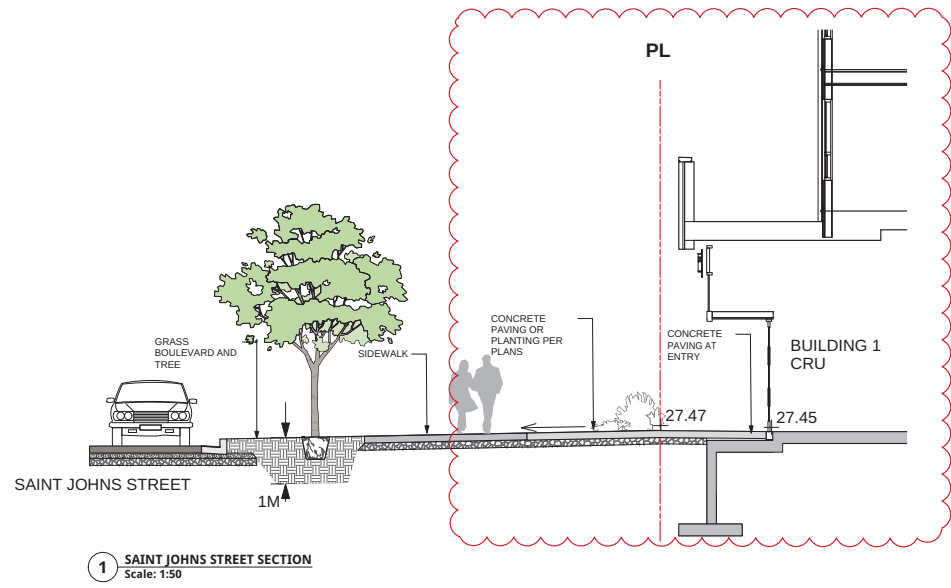 PL
CONCRETE
PAVING OR
PLANTING PER
PLANS
GRASS
BOULEVARD AND
TREE
SIDEWALK
CONCRETE
PAVING AT
ENTRY
BUILDING 1
CRU
27.47
27.45
SAINT JOHNS STREET
1M
1
SAINT JOHNS STREET SECTION
Scale: 1:50